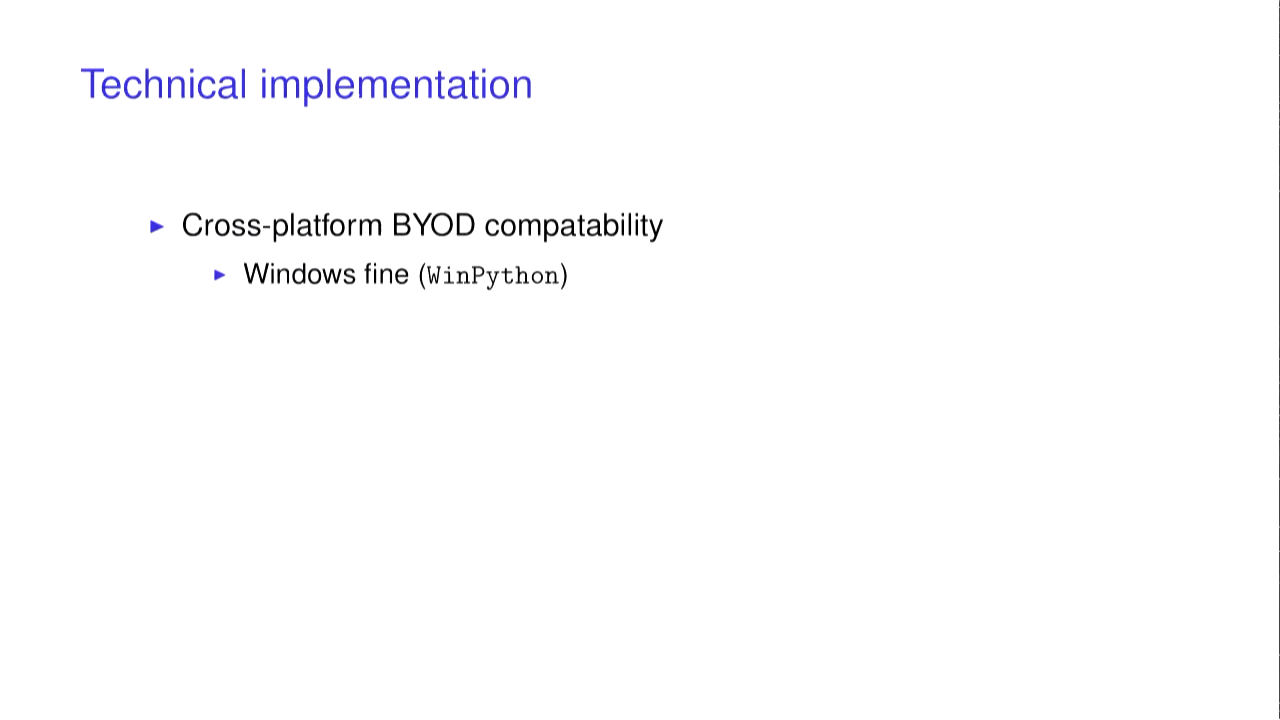 Technical implementation
► Cross-platform BYOD compatability
► Windows fine (WinPython)